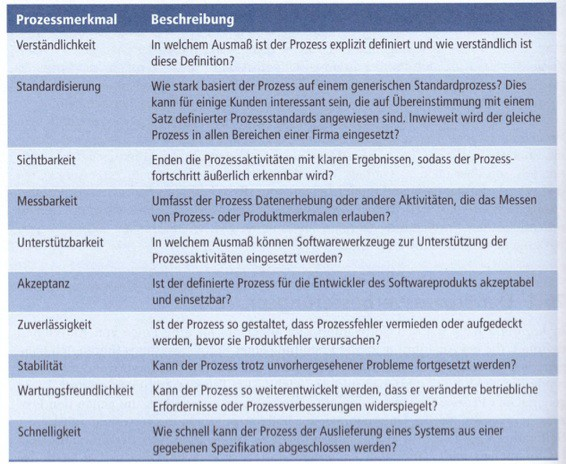 Prozessmerkmal Beschreibung
Verständlichkeit In welchem Ausmaß ist der Prozess explizit definiert und wie verständlich ist
diese Definition?
Standardisierung Wie stark basiert der Prozess auf einem generischen Standardprozess? Dies
kann für einige Kunden interessant sein, die auf Übereinstimmung mit einem
Satz definierter Prozessstandards angewiesen sind. Inwieweit wird der gleiche
Prozess in allen Bereichen einer Firma eingesetzt?
Sichtbarkeit Enden die Prozessaktivitäten mit klaren Ergebnissen, sodass der Prozess-
fortschritt äußerlich erkennbar wird?
Messbarkeit Umfasst der Prozess Datenerhebung oder andere Aktivitäten, die das Messen
von Prozess- oder Produktmerkmalen erlauben?
Unterstützbarkeit In welchem Ausmaß können Softwarewerkzeuge zur Unterstützung der
Prozessaktivitäten eingesetzt werden?
Akzeptanz Ist der definierte Prozess für die Entwickler des Softwareprodukts akzeptabel
und einsetzbar?
Zuverlässigkeit Ist der Prozess so gestaltet, dass Prozessfehler vermieden oder aufgedeckt
werden, bevor sie Produktfehler verursachen?
Stabilität Kann der Prozess trotz unvorhergesehener Probleme fortgesetzt werden?
Wartungsfreundlichkeit Kann der Prozess so weiterentwickelt werden, dass er veränderte betriebliche
Erfordernisse oder Prozessverbesserungen widerspiegelt?
Schnelligkeit Wie schnell kann der Prozess der Auslieferung eines Systems aus einer
gegebenen Spezifikation abgeschlossen werden?